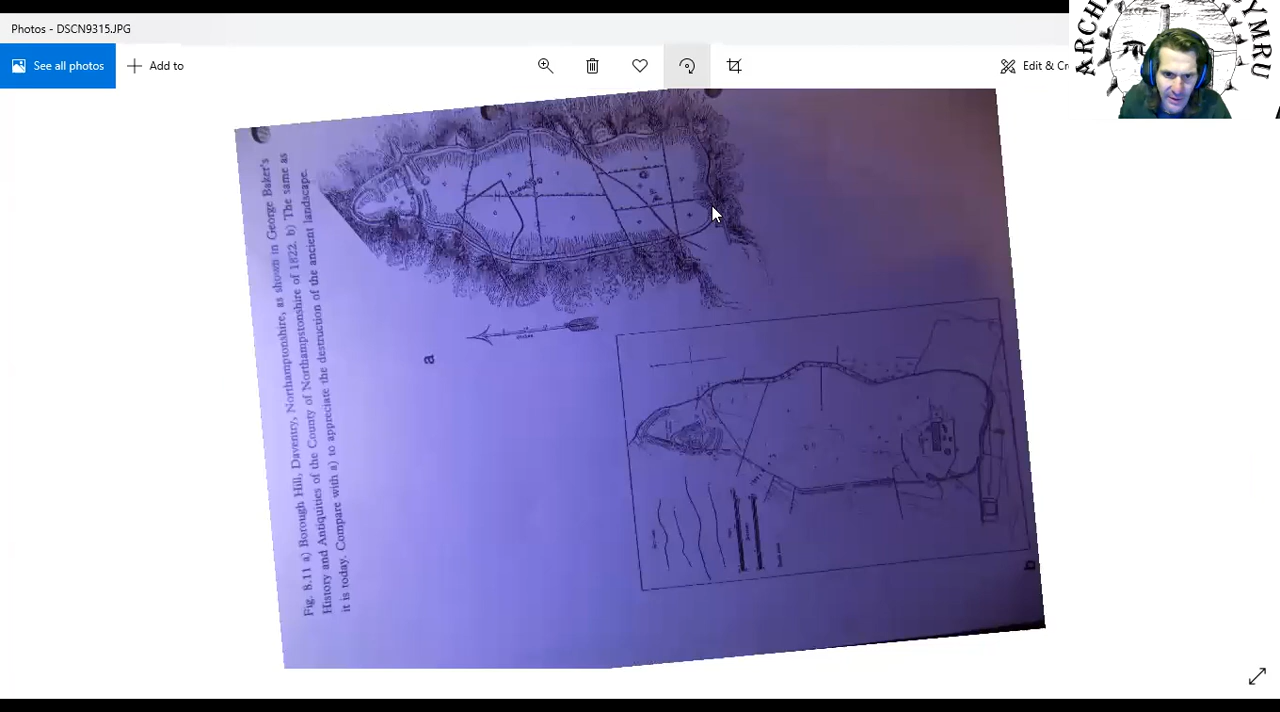 Photos - DSCN9315.JPG
See all photos
Add to
Edit & Cr
ARCH
YMRU
Fig. 8.11 a) Borough Hill, Daventry, Northamptonshire, as shown in George Baker's
History and Antiquities of the County of Northamptonshire of 1822. b) The same as
it is today. Compare with a) to appreciate the destruction of the ancient landscape.
a
b